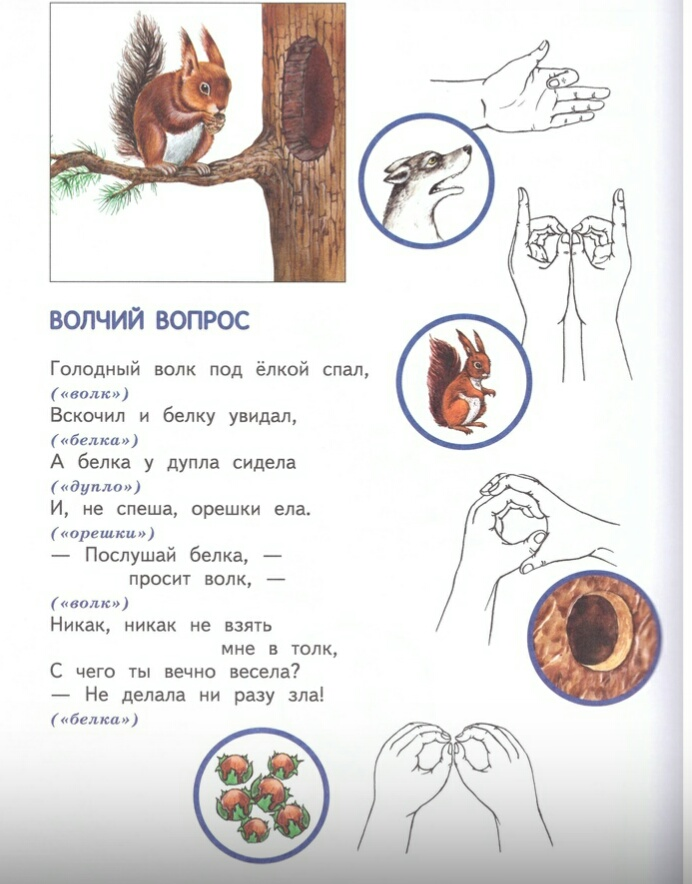 ВОЛЧИЙ ВОПРОС
Голодный волк под ёлкой спал,
(«волк»)
Вскочил и белку увидал,
(«белка»)
А белка у дупла сидела
(«дупло»)
И, не спеша, орешки ела.
(«орешки»)
— Послушай белка, —
просит волк, —
(«волк»)
Никак, никак не взять
мне в толк,
С чего ты вечно весела?
— Не делала ни разу зла!
(«белка»)